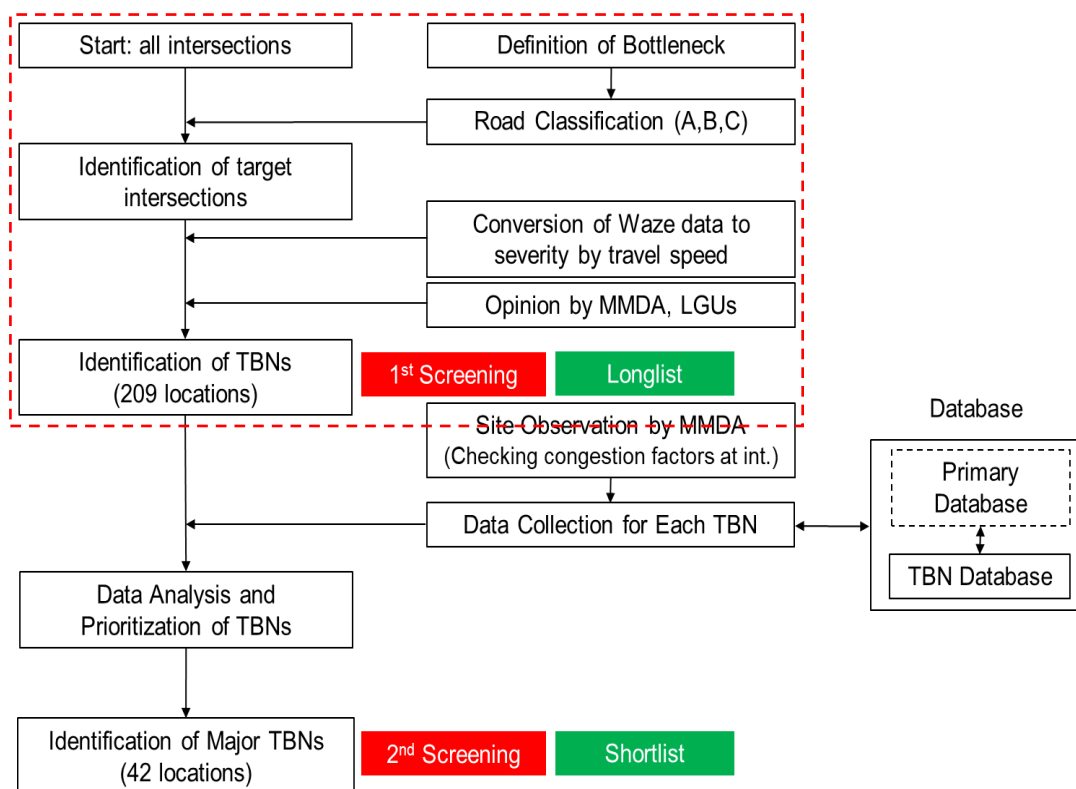 Start: all intersections
Definition of Bottleneck
Road Classification (A,B,C)
Identification of target
intersections
Conversion of Waze data to
severity by travel speed
Opinion by MMDA, LGUs
Identification of TBNs
(209 locations)
1st Screening
Longlist
Site Observation by MMDA
(Checking congestion factors at int.)
Database
Primary
Database
Data Collection for Each TBN
TBN Database
Data Analysis and
Prioritization of TBNs
Identification of Major TBNs
(42 locations)
2nd Screening
Shortlist